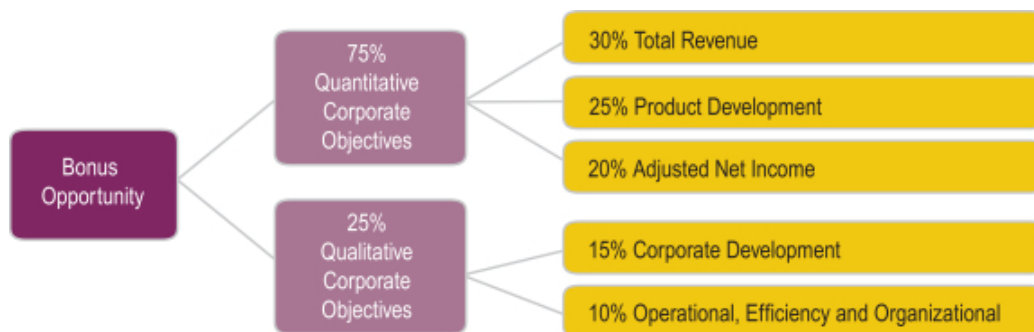 Bonus
Opportunity
75%
Quantitative
Corporate
Objectives
30% Total Revenue
25% Product Development
20% Adjusted Net Income
25%
Qualitative
Corporate
Objectives
15% Corporate Development
10% Operational, Efficiency and Organizational